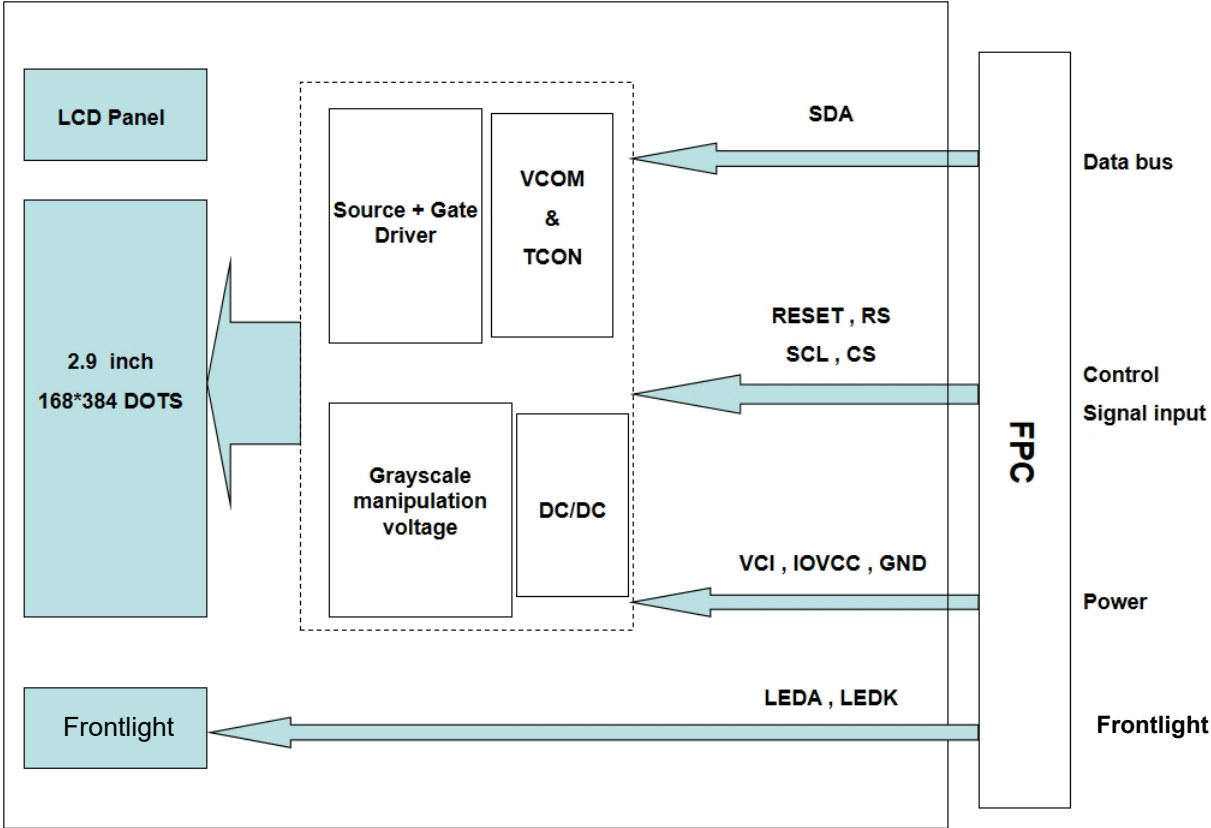 LCD Panel
2.9 inch
168*384 DOTS
Frontlight
Source + Gate
Driver
VCOM
&
TCON
Grayscale
manipulation
voltage
DC/DC
SDA
RESET , RS
SCL , CS
VCI , IOVCC , GND
LEDA , LEDK
FPC
Data bus
Control
Signal input
Power
Frontlight